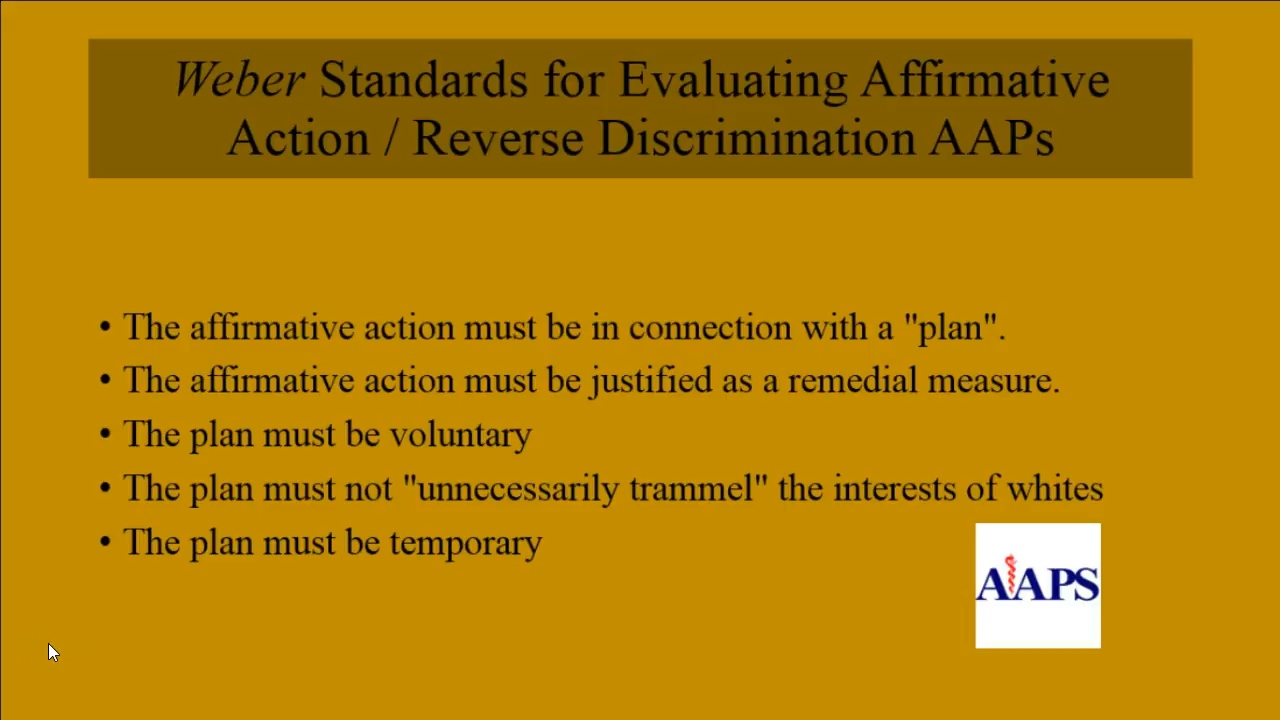 Weber Standards for Evaluating Affirmative
Action / Reverse Discrimination AAPs
• The affirmative action must be in connection with a "plan".
• The affirmative action must be justified as a remedial measure.
• The plan must be voluntary
• The plan must not "unnecessarily trammel" the interests of whites
• The plan must be temporary
AAPS